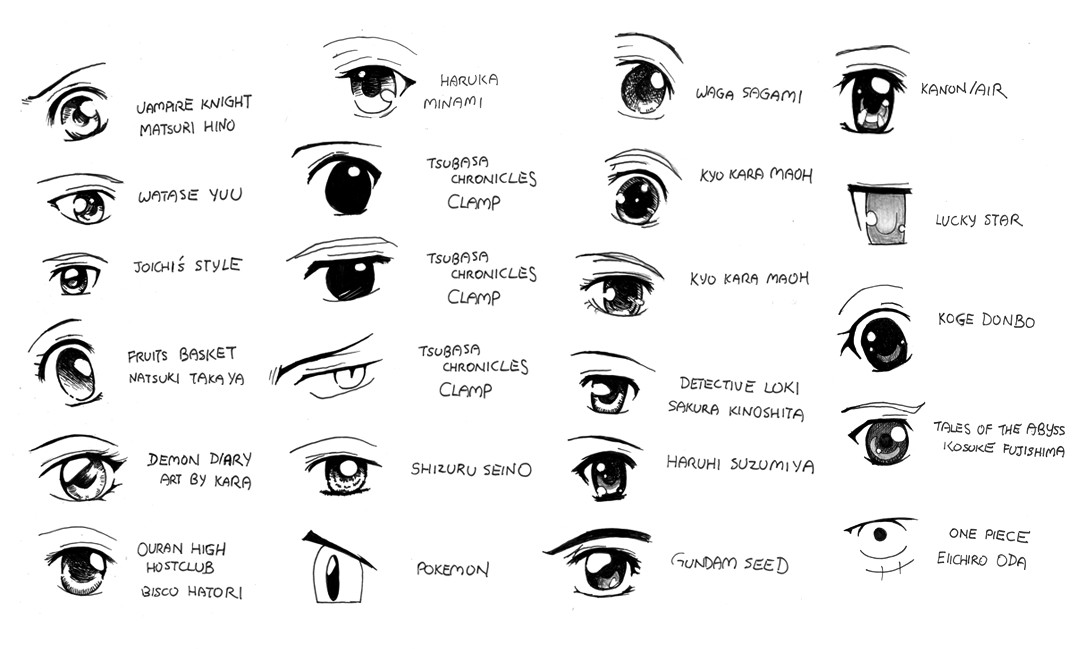 VAMPIRE KNIGHT
MATSURI HINO
WATASE YUU
JOICHI'S STYLE
FRUITS BASKET
NATSUKI TAKAYA
DEMON DIARY
ART BY KARA
OURAN HIGH
HOSTCLUB
BISCO HATORI
HARUKA
MINAMI
TSUBASA
CHRONICLES
CLAMP
TSUBASA
CHRONICLES
CLAMP
TSUBASA
CHRONICLES
CLAMP
SHIZURU SEINO
POKEMON
WAGA SAGAMI
KYO KARA MAOH
KYO KARA MAOH
DETECTIVE LOKI
SAKURA KINOSHITA
HARUHI SUZUMIYA
GUNDAM SEED
KANON/AIR
LUCKY STAR
KOGE DONBO
TALES OF THE ABYSS
KOSUKE FUJISHIMA
ONE PIECE
EIICHIRO ODA